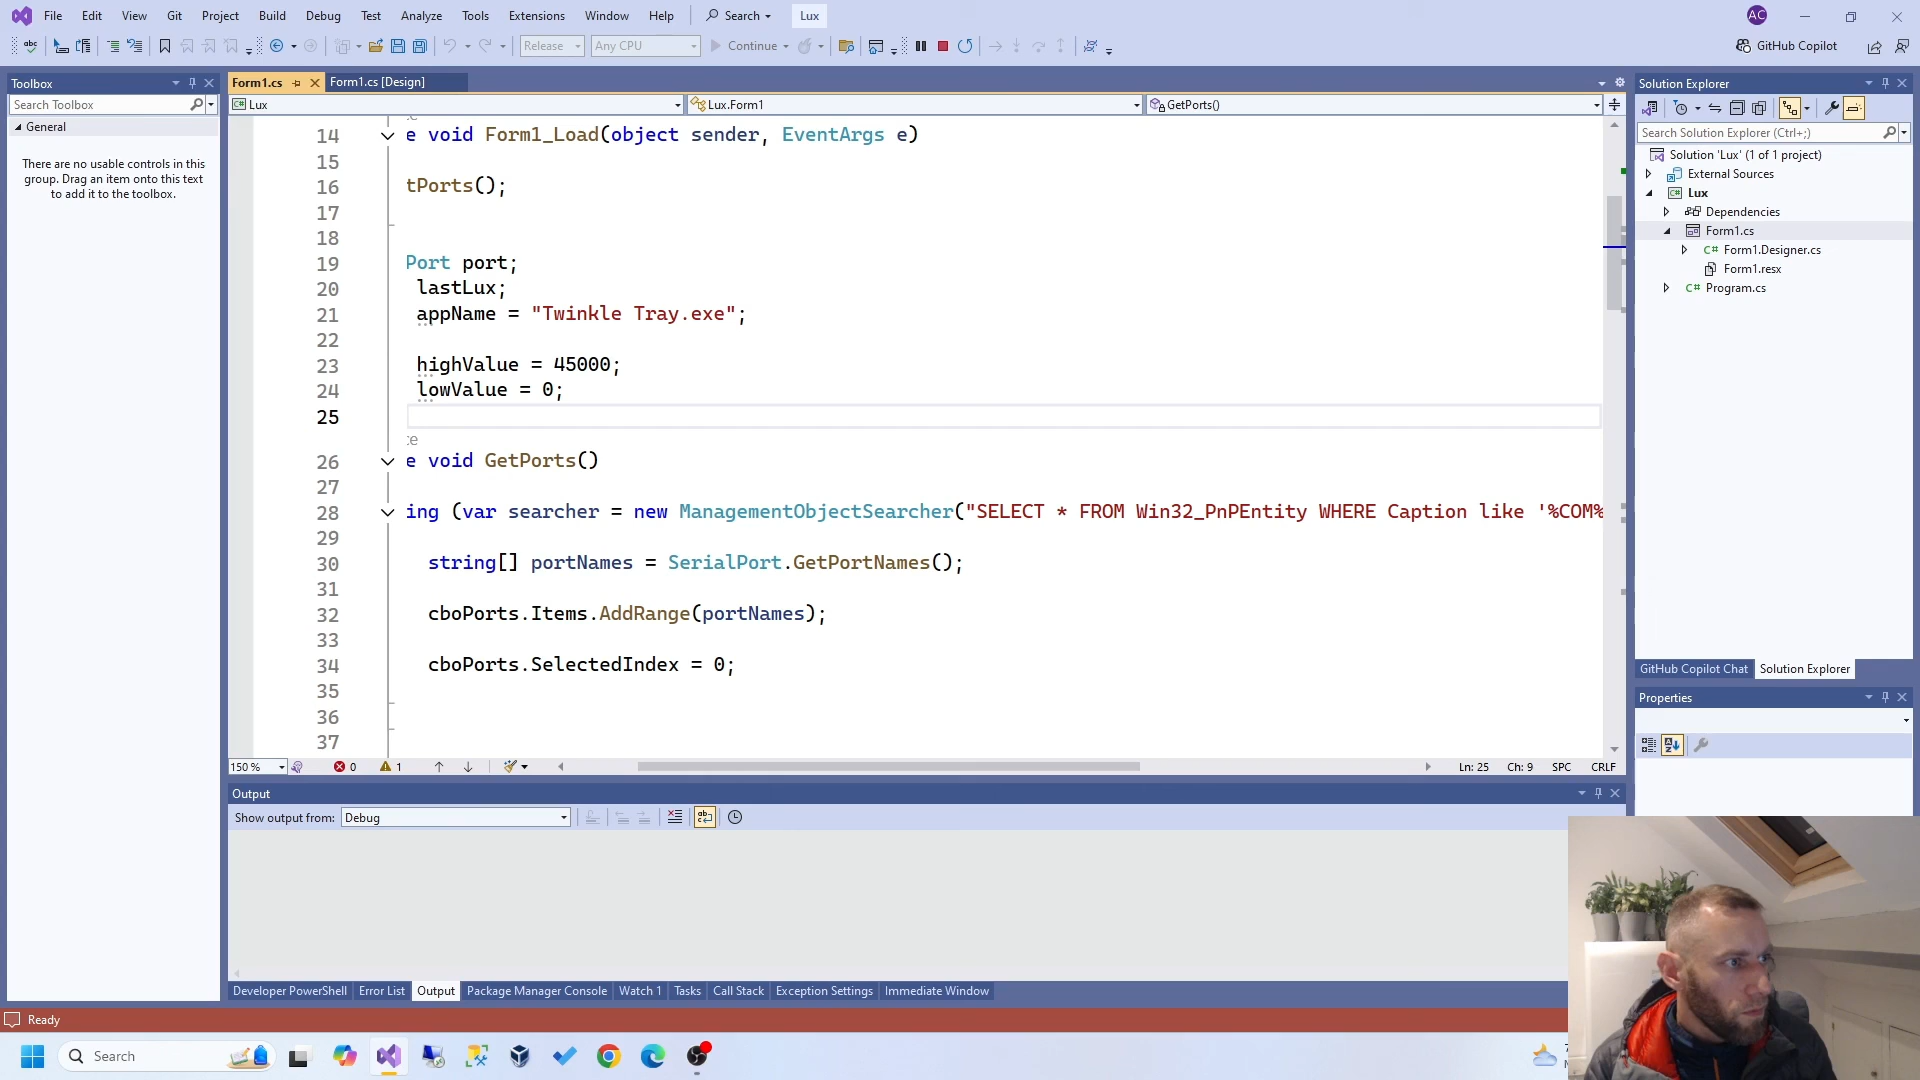 File Edit View Git Project Build Debug Test Analyze Tools Extensions Window Help Search Lux AC
abc Release Any CPU Continue GitHub Copilot
Toolbox
Search Toolbox
General
There are no usable controls in this
group. Drag an item onto this text
to add it to the toolbox.
Form1.cs Form1.cs [Design]
Lux Lux.Form1 GetPorts()
14 e void Form1_Load(object sender, EventArgs e)
15
16 tPorts();
17
18
19 Port port;
20 lastLux;
21 appName = "Twinkle Tray.exe";
22
23 highValue = 45000;
24 lowValue = 0;
25
26 e void GetPorts()
27
28 ing (var searcher = new ManagementObjectSearcher("SELECT * FROM Win32_PnPEntity WHERE Caption like '%COM%
29
30 string[] portNames = SerialPort.GetPortNames();
31
32 cboPorts.Items.AddRange(portNames);
33
34 cboPorts.SelectedIndex = 0;
35
36
37
150 % 0 1 Ln: 25 Ch: 9 SPC CRLF
Output
Show output from: Debug
Developer PowerShell Error List Output Package Manager Console Watch 1 Tasks Call Stack Exception Settings Immediate Window
Solution Explorer
Search Solution Explorer (Ctrl+;)
Solution 'Lux' (1 of 1 project)
External Sources
Lux
Dependencies
Form1.cs
Form1.Designer.cs
Form1.resx
Program.cs
GitHub Copilot Chat Solution Explorer
Properties
Ready
Search